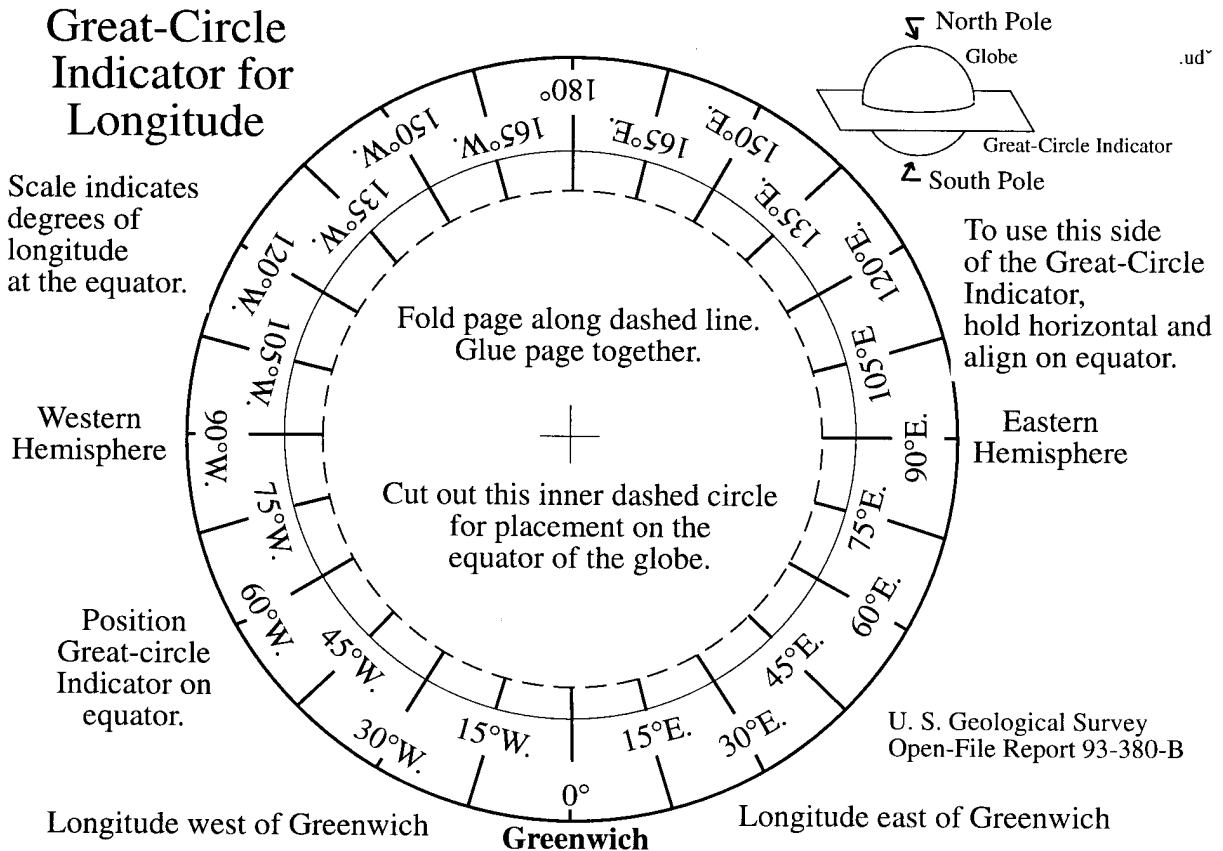 Great-Circle
Indicator for
Longitude
North Pole
Globe
Great-Circle Indicator
South Pole
Scale indicates
degrees of
longitude
at the equator.
To use this side
of the Great-Circle
Indicator,
hold horizontal and
align on equator.
180°
165°W.
165°E.
150°W.
150°E.
135°W.
135°E.
120°W.
120°E.
105°W.
105°E
90°W.
90°E.
75°W.
75°E.
60°W.
60°E.
45°W.
45°E.
30°W.
30°E.
15°W.
15°E.
0°
Fold page along dashed line.
Glue page together.
Cut out this inner dashed circle
for placement on the
equator of the globe.
Western
Hemisphere
Eastern
Hemisphere
Position
Great-circle
Indicator on
equator.
U. S. Geological Survey
Open-File Report 93-380-B
Longitude west of Greenwich
Greenwich
Longitude east of Greenwich